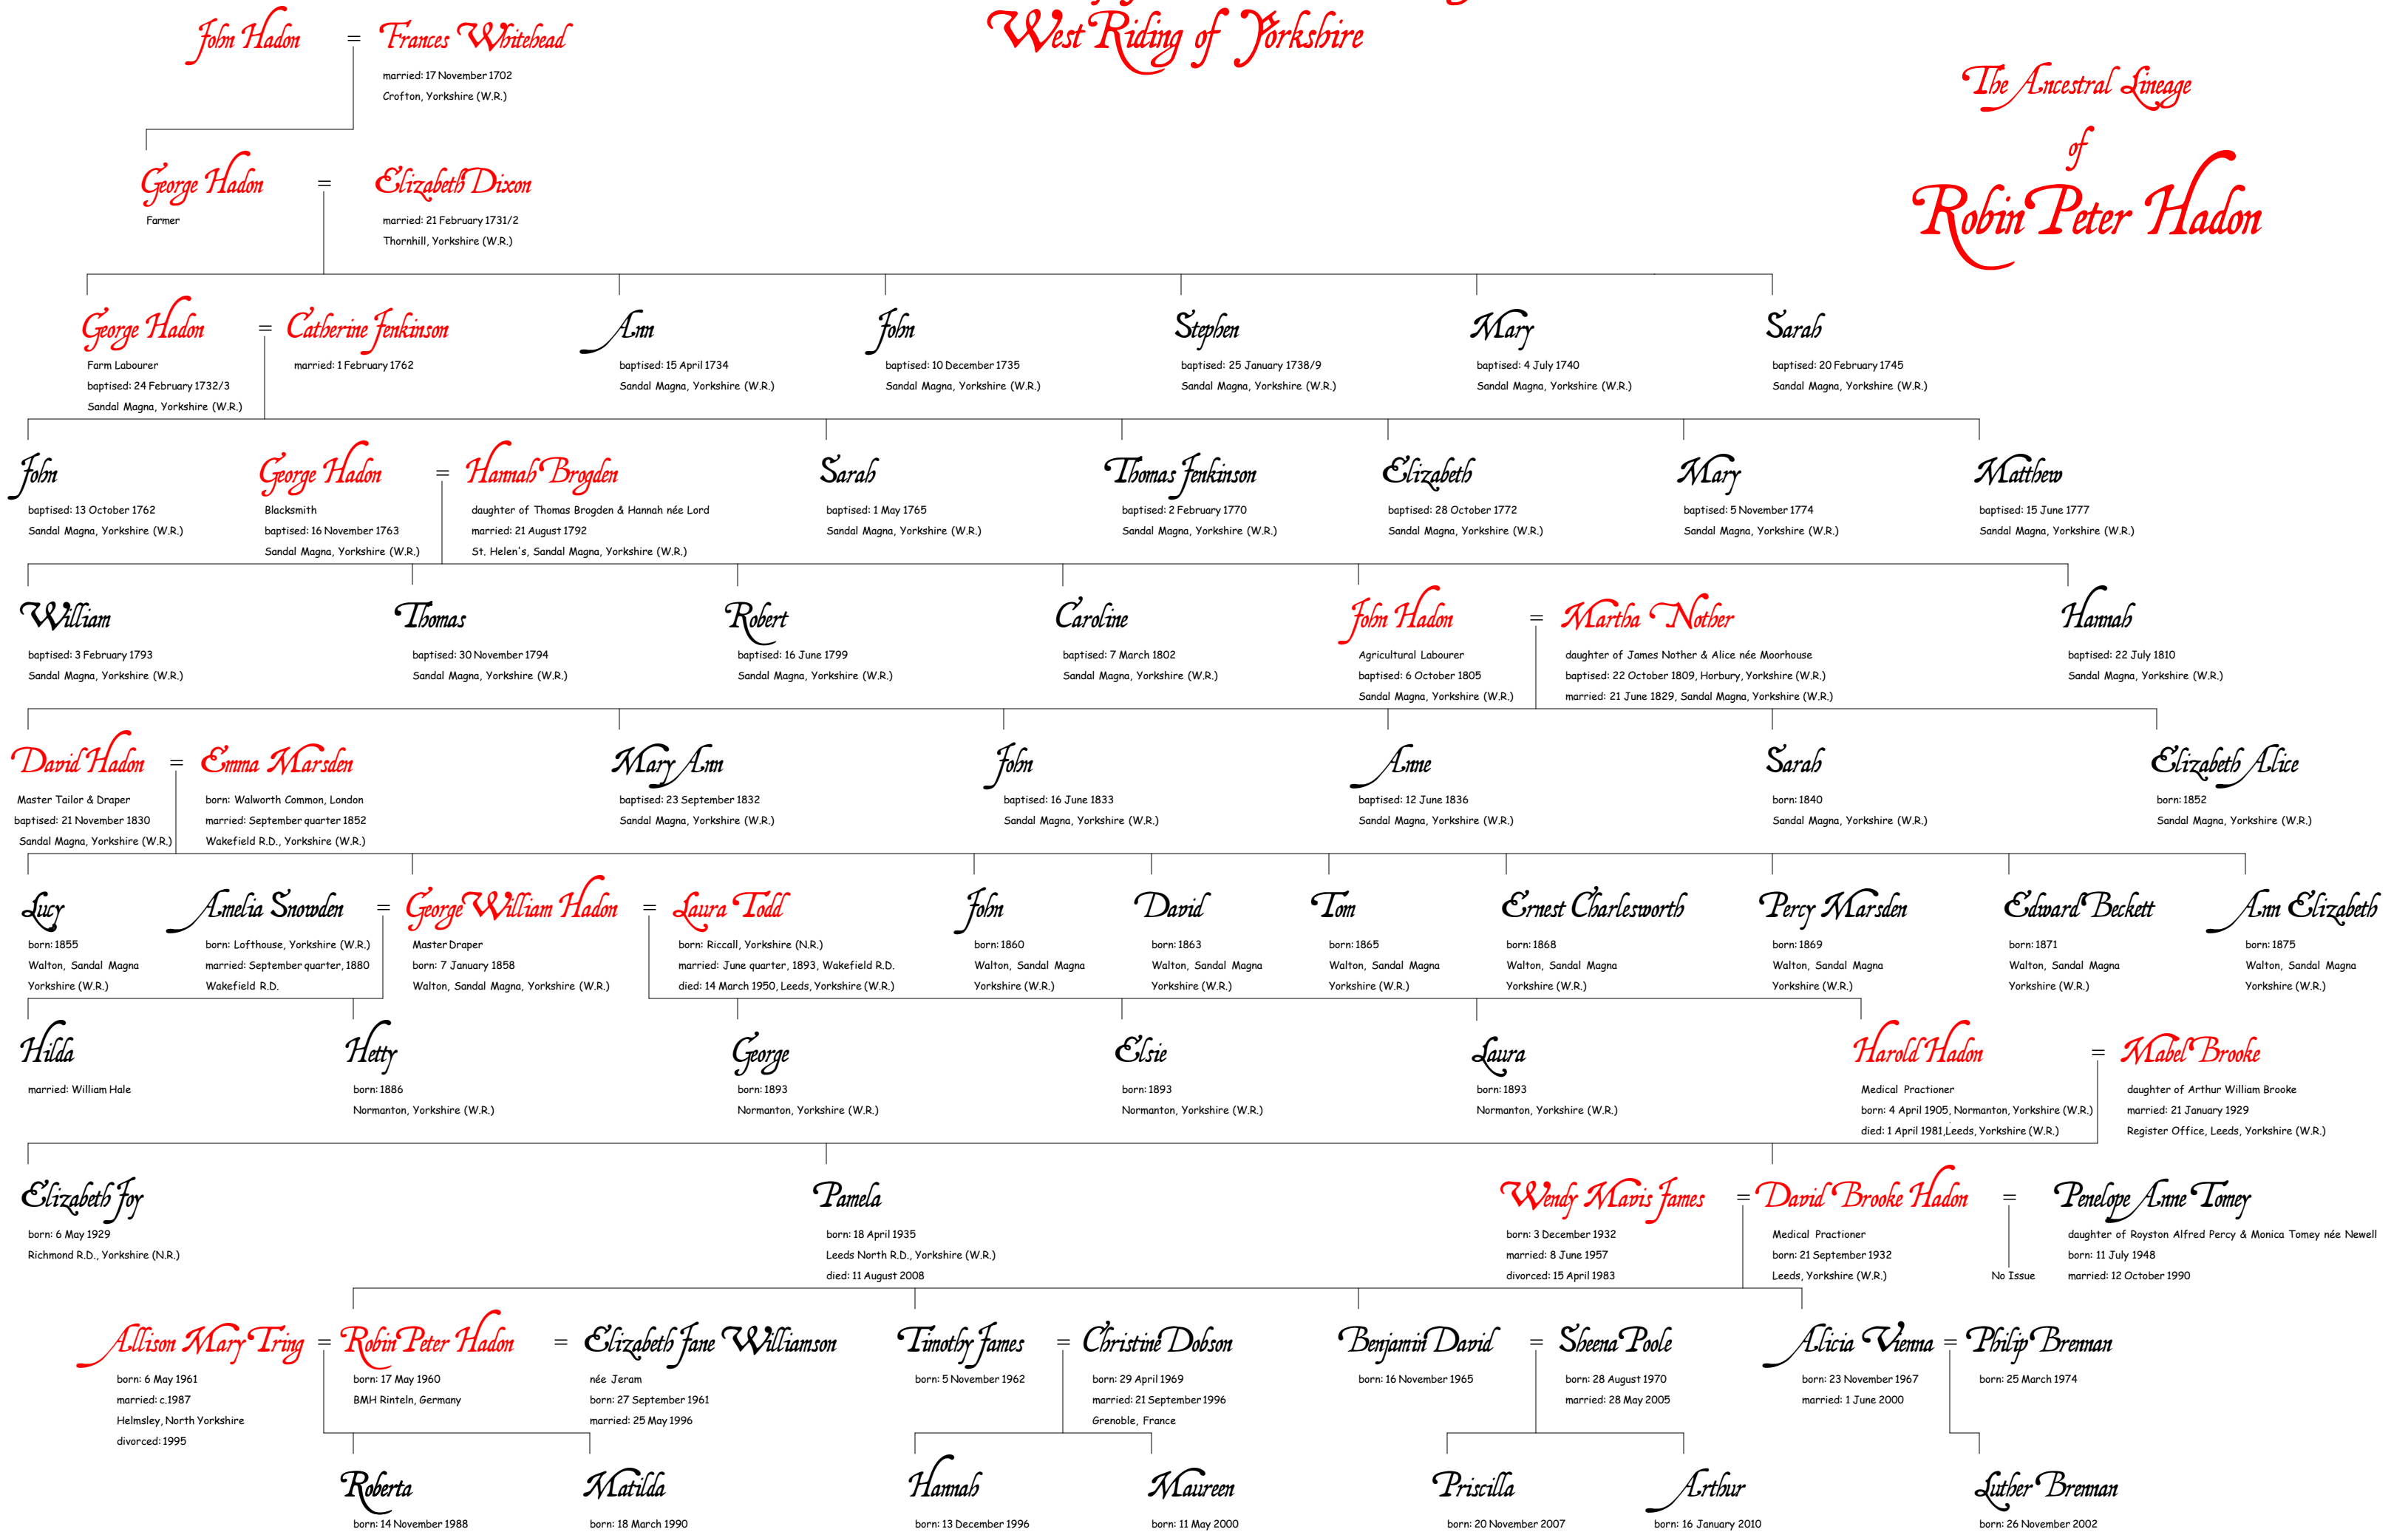 West Riding of Yorkshire
The Ancestral Lineage
of
Robin Peter Hadon
John Hadon = Frances Whitehead
married: 17 November 1702
Crofton, Yorkshire (W.R.)
George Hadon = Elizabeth Dixon
Farmer married: 21 February 1731/2
Thornhill, Yorkshire (W.R.)
George Hadon = Catherine Jenkinson Ann John Stephen Mary Sarah
Farm Labourer married: 1 February 1762 baptised: 15 April 1734 baptised: 10 December 1735 baptised: 25 January 1738/9 baptised: 4 July 1740 baptised: 20 February 1745
baptised: 24 February 1732/3 Sandal Magna, Yorkshire (W.R.) Sandal Magna, Yorkshire (W.R.) Sandal Magna, Yorkshire (W.R.) Sandal Magna, Yorkshire (W.R.) Sandal Magna, Yorkshire (W.R.)
Sandal Magna, Yorkshire (W.R.)
John George Hadon = Hannah Brogden Sarah Thomas Jenkinson Elizabeth Mary Matthew
baptised: 13 October 1762 Blacksmith daughter of Thomas Brogden & Hannah née Lord baptised: 1 May 1765 baptised: 2 February 1770 baptised: 28 October 1772 baptised: 5 November 1774 baptised: 15 June 1777
Sandal Magna, Yorkshire (W.R.) baptised: 16 November 1763 married: 21 August 1792 Sandal Magna, Yorkshire (W.R.) Sandal Magna, Yorkshire (W.R.) Sandal Magna, Yorkshire (W.R.) Sandal Magna, Yorkshire (W.R.) Sandal Magna, Yorkshire (W.R.)
Sandal Magna, Yorkshire (W.R.) St. Helen's, Sandal Magna, Yorkshire (W.R.)
William Thomas Robert Caroline John Hadon = Martha Nother Hannah
baptised: 3 February 1793 baptised: 30 November 1794 baptised: 16 June 1799 baptised: 7 March 1802 Agricultural Labourer daughter of James Nother & Alice née Moorhouse baptised: 22 July 1810
Sandal Magna, Yorkshire (W.R.) Sandal Magna, Yorkshire (W.R.) Sandal Magna, Yorkshire (W.R.) Sandal Magna, Yorkshire (W.R.) baptised: 6 October 1805 baptised: 22 October 1809, Horbury, Yorkshire (W.R.) Sandal Magna, Yorkshire (W.R.)
Sandal Magna, Yorkshire (W.R.) married: 21 June 1829, Sandal Magna, Yorkshire (W.R.)
David Hadon = Emma Marsden Mary Ann John Anne Sarah Elizabeth Alice
Master Tailor & Draper born: Walworth Common, London baptised: 23 September 1832 baptised: 16 June 1833 baptised: 12 June 1836 born: 1840 born: 1852
baptised: 21 November 1830 married: September quarter 1852 Sandal Magna, Yorkshire (W.R.) Sandal Magna, Yorkshire (W.R.) Sandal Magna, Yorkshire (W.R.) Sandal Magna, Yorkshire (W.R.) Sandal Magna, Yorkshire (W.R.)
Sandal Magna, Yorkshire (W.R.) Wakefield R.D., Yorkshire (W.R.)
Lucy Amelia Snowden = George William Hadon = Laura Todd John David Tom Ernest Charlesworth Percy Marsden Edward Beckett Ann Elizabeth
born: 1855 born: Lofthouse, Yorkshire (W.R.) Master Draper born: Riccall, Yorkshire (N.R.) born: 1860 born: 1863 born: 1865 born: 1868 born: 1869 born: 1871 born: 1875
Walton, Sandal Magna married: September quarter, 1880 born: 7 January 1858 married: June quarter, 1893, Wakefield R.D. Walton, Sandal Magna Walton, Sandal Magna Walton, Sandal Magna Walton, Sandal Magna Walton, Sandal Magna Walton, Sandal Magna Walton, Sandal Magna
Yorkshire (W.R.) Wakefield R.D. Walton, Sandal Magna, Yorkshire (W.R.) died: 14 March 1950, Leeds, Yorkshire (W.R.) Yorkshire (W.R.) Yorkshire (W.R.) Yorkshire (W.R.) Yorkshire (W.R.) Yorkshire (W.R.) Yorkshire (W.R.) Yorkshire (W.R.)
Hilda Hetty George Elsie Laura Harold Hadon = Mabel Brooke
married: William Hale born: 1886 born: 1893 born: 1893 born: 1893 Medical Practioner daughter of Arthur William Brooke
Normanton, Yorkshire (W.R.) Normanton, Yorkshire (W.R.) Normanton, Yorkshire (W.R.) Normanton, Yorkshire (W.R.) born: 4 April 1905, Normanton, Yorkshire (W.R.) married: 21 January 1929
died: 1 April 1981,Leeds, Yorkshire (W.R.) Register Office, Leeds, Yorkshire (W.R.)
Elizabeth Joy Pamela Wendy Mavis James = David Brooke Hadon = Penelope Anne Tomey
born: 6 May 1929 born: 18 April 1935 born: 3 December 1932 Medical Practioner daughter of Royston Alfred Percy & Monica Tomey née Newell
Richmond R.D., Yorkshire (N.R.) Leeds North R.D., Yorkshire (W.R.) married: 8 June 1957 born: 21 September 1932 born: 11 July 1948
died: 11 August 2008 divorced: 15 April 1983 Leeds, Yorkshire (W.R.) No Issue married: 12 October 1990
Allison Mary Tring = Robin Peter Hadon = Elizabeth Jane Williamson Timothy James = Christine Dobson Benjamin David = Sheena Poole Alicia Vienna = Philip Brennan
born: 6 May 1961 born: 17 May 1960 née Jeram born: 5 November 1962 born: 29 April 1969 born: 16 November 1965 born: 28 August 1970 born: 23 November 1967 born: 25 March 1974
married: c.1987 BMH Rinteln, Germany born: 27 September 1961 married: 21 September 1996 married: 28 May 2005 married: 1 June 2000
Helmsley, North Yorkshire married: 25 May 1996 Grenoble, France
divorced: 1995
Roberta Matilda Hannah Maureen Priscilla Arthur Luther Brennan
born: 14 November 1988 born: 18 March 1990 born: 13 December 1996 born: 11 May 2000 born: 20 November 2007 born: 16 January 2010 born: 26 November 2002